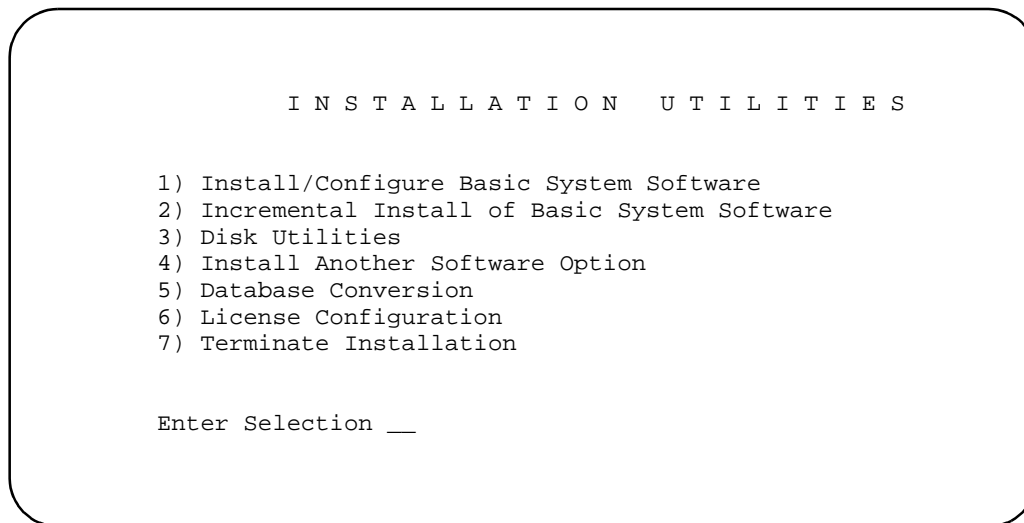 I N S T A L L A T I O N   U T I L I T I E S
1) Install/Configure Basic System Software
2) Incremental Install of Basic System Software
3) Disk Utilities
4) Install Another Software Option
5) Database Conversion
6) License Configuration
7) Terminate Installation
Enter Selection __